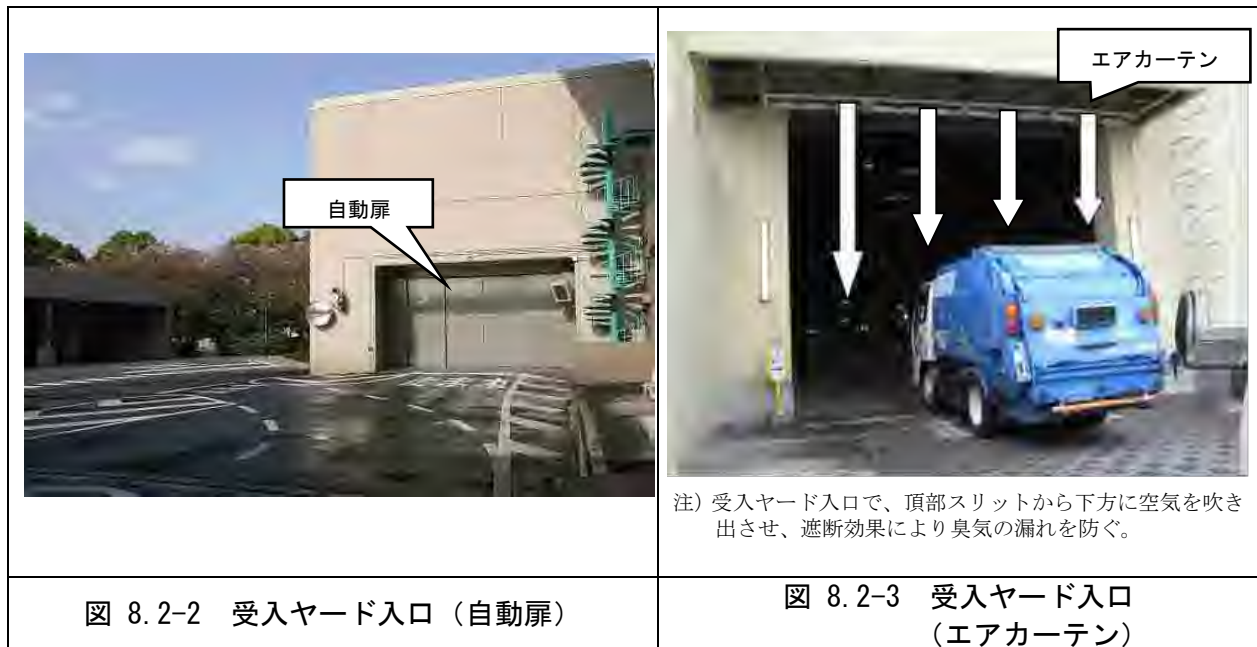 自動扉
エアカーテン
注）受入ヤード入口で、頂部スリットから下方に空気を吹き
出させ、遮断効果により臭気の漏れを防ぐ。
図 8.2-2 受入ヤード入口（自動扉）
図 8.2-3 受入ヤード入口
（エアカーテン）